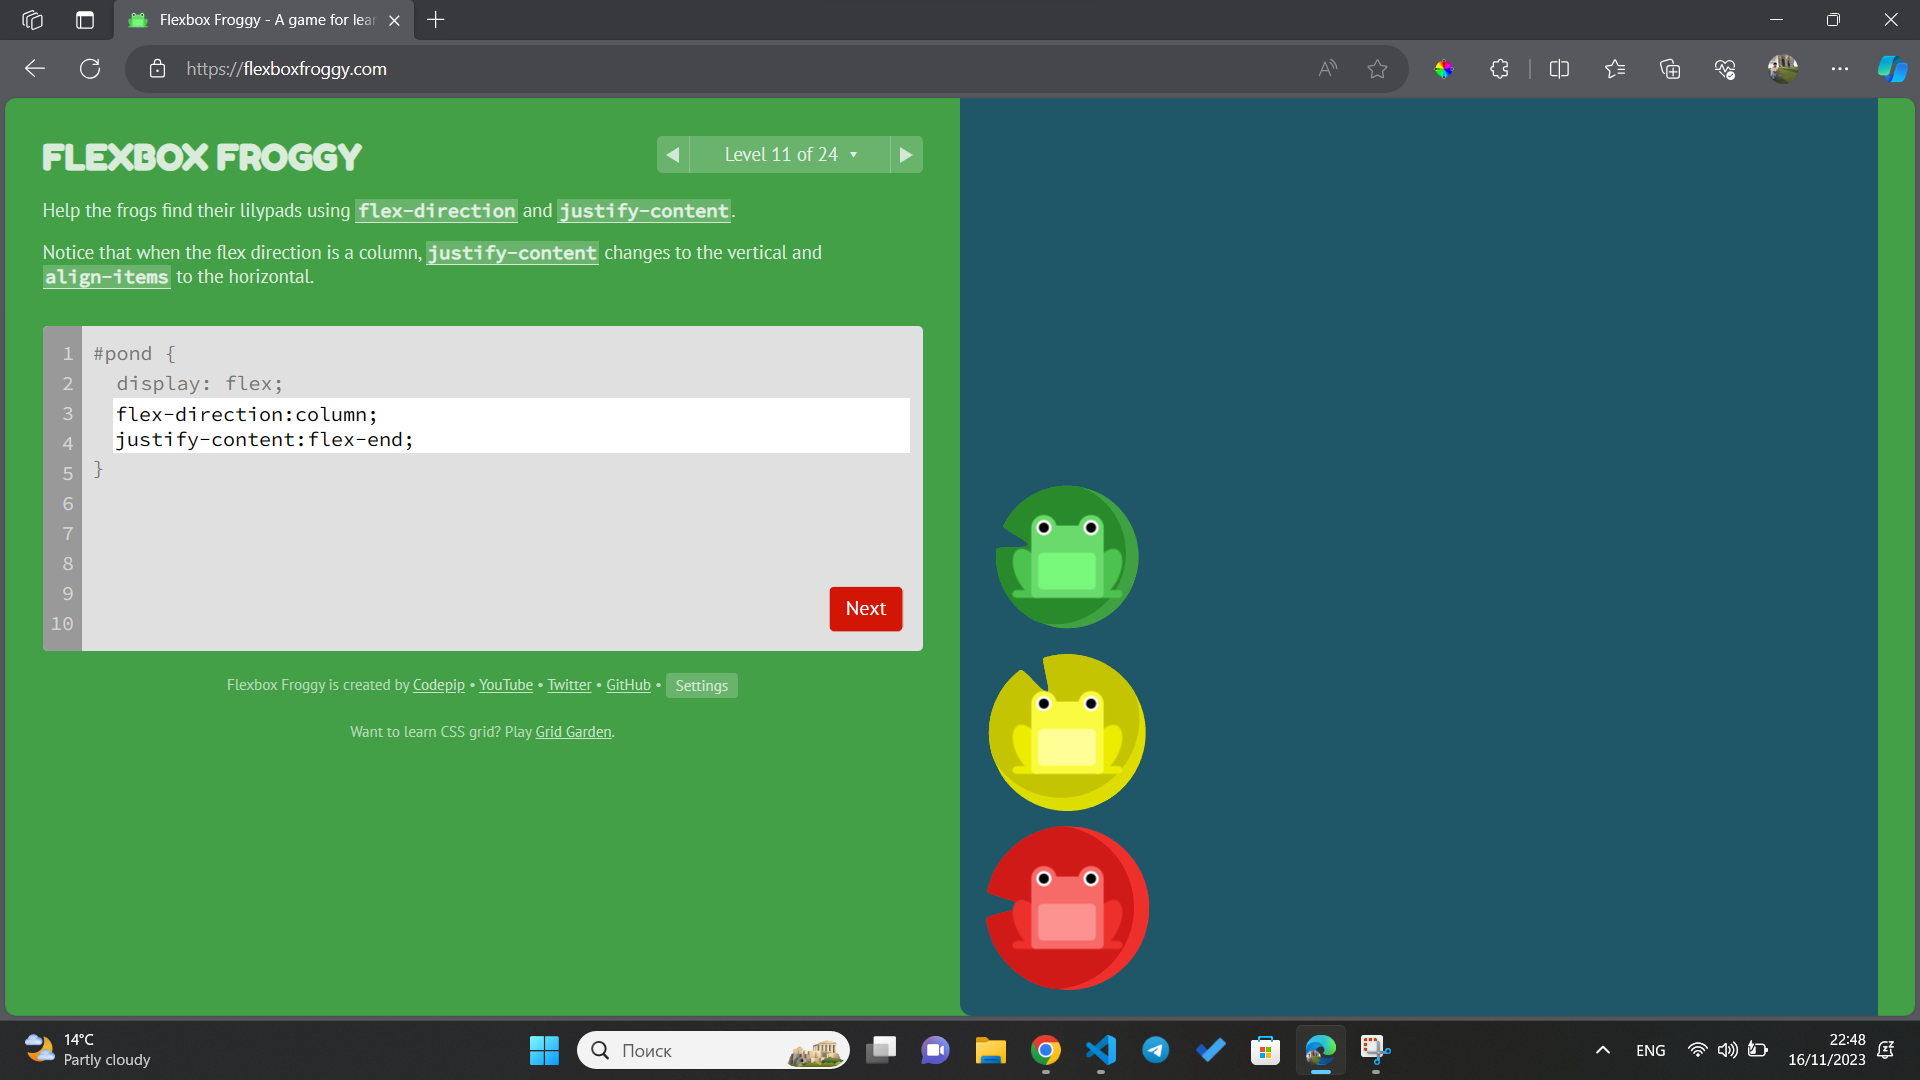 Flexbox Froggy - A game for lear
https://flexboxfroggy.com
FLEXBOX FROGGY
Level 11 of 24
Help the frogs find their lilypads using flex-direction and justify-content.
Notice that when the flex direction is a column, justify-content changes to the vertical and
align-items to the horizontal.
1 #pond {
2 display: flex;
3 flex-direction:column;
4 justify-content:flex-end;
5 }
6
7
8
9
10
Next
Flexbox Froggy is created by Codepip • YouTube • Twitter • GitHub • Settings
Want to learn CSS grid? Play Grid Garden.
14°C
Partly cloudy
Поиск
ENG
22:48
16/11/2023